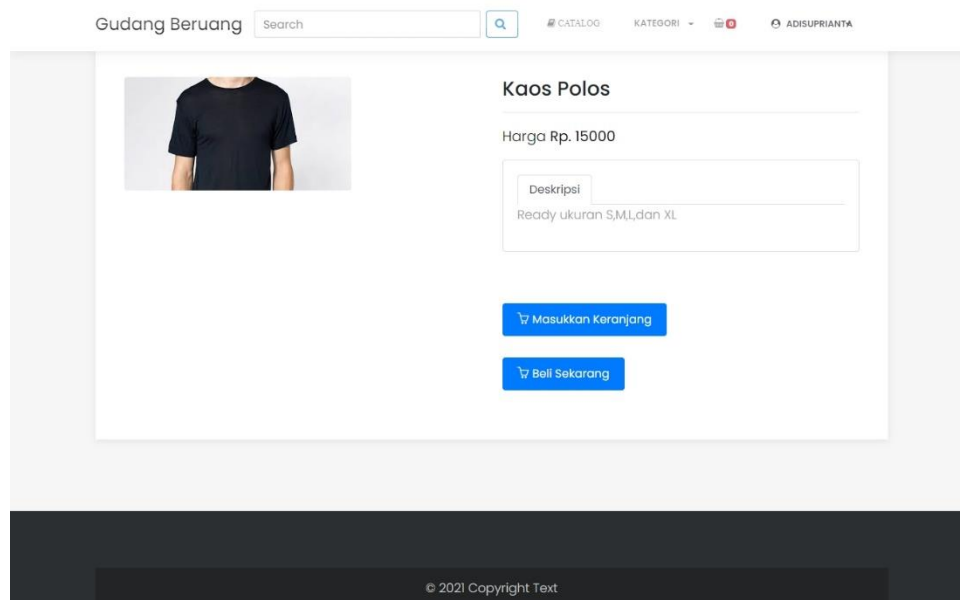 Gudang Beruang Search CATALOG KATEGORI 0 ADISUPRIANTA
Kaos Polos
Harga Rp. 15000
Deskripsi
Ready ukuran S,M,L,dan XL
Masukkan Keranjang
Beli Sekarang
© 2021 Copyright Text